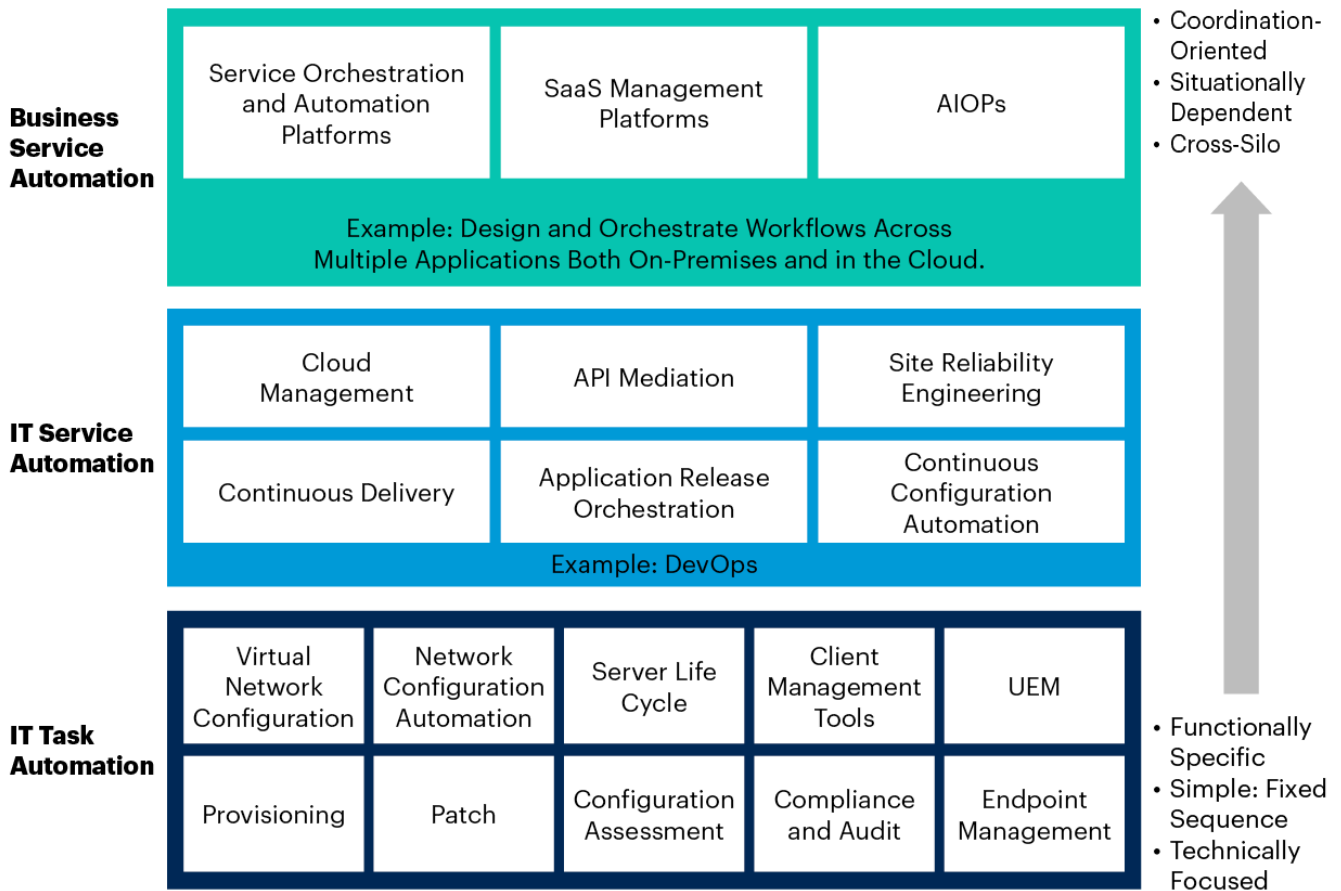 Business
Service
Automation
Service Orchestration
and Automation
Platforms
SaaS Management
Platforms
AIOPs
Example: Design and Orchestrate Workflows Across
Multiple Applications Both On-Premises and in the Cloud.
• Coordination-
Oriented
• Situationally
Dependent
• Cross-Silo
IT Service
Automation
Cloud
Management
API Mediation
Site Reliability
Engineering
Continuous Delivery
Application Release
Orchestration
Continuous
Configuration
Automation
Example: DevOps
IT Task
Automation
Virtual
Network
Configuration
Network
Configuration
Automation
Server Life
Cycle
Client
Management
Tools
UEM
Provisioning
Patch
Configuration
Assessment
Compliance
and Audit
Endpoint
Management
• Functionally
Specific
• Simple: Fixed
Sequence
• Technically
Focused